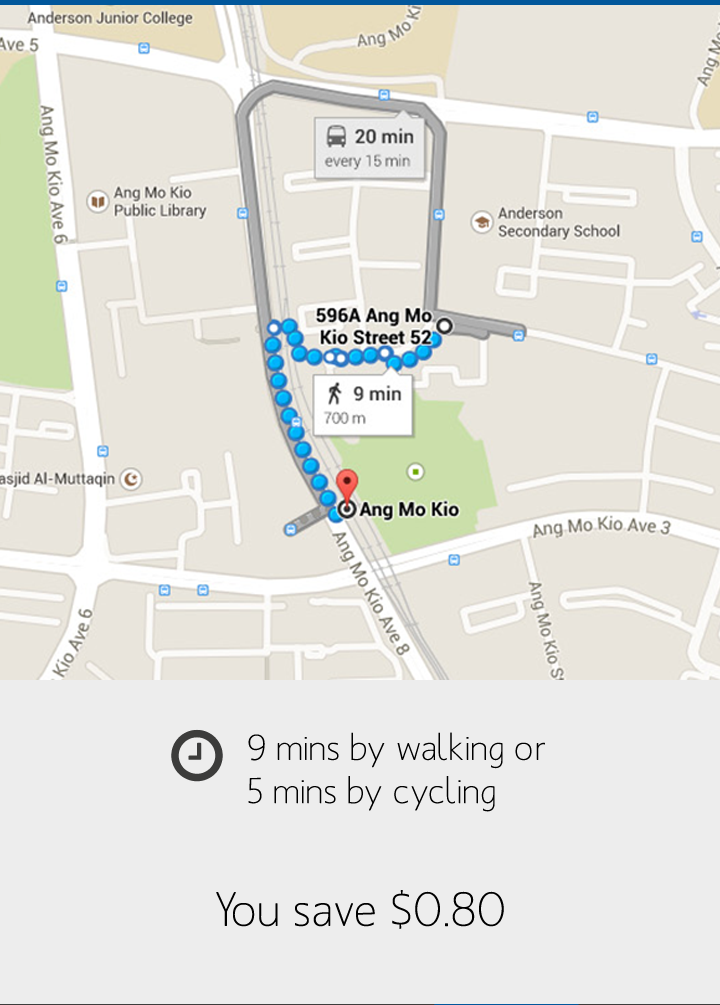 Anderson Junior College
Ave 5
Ang Mo Ki
Ang Mo
20 min
every 15 min
Ang Mo Kio Ave 6
Ang Mo Kio
Public Library
Anderson
Secondary School
596A Ang Mo
Kio Street 52
9 min
700 m
asjid Al-Muttaqin
Ang Mo Kio
Ang Mo Kio Ave 3
Ang Mo Kio Ave 8
Ang Mo Kio S
Kio Ave 6
9 mins by walking or
5 mins by cycling
You save $0.80